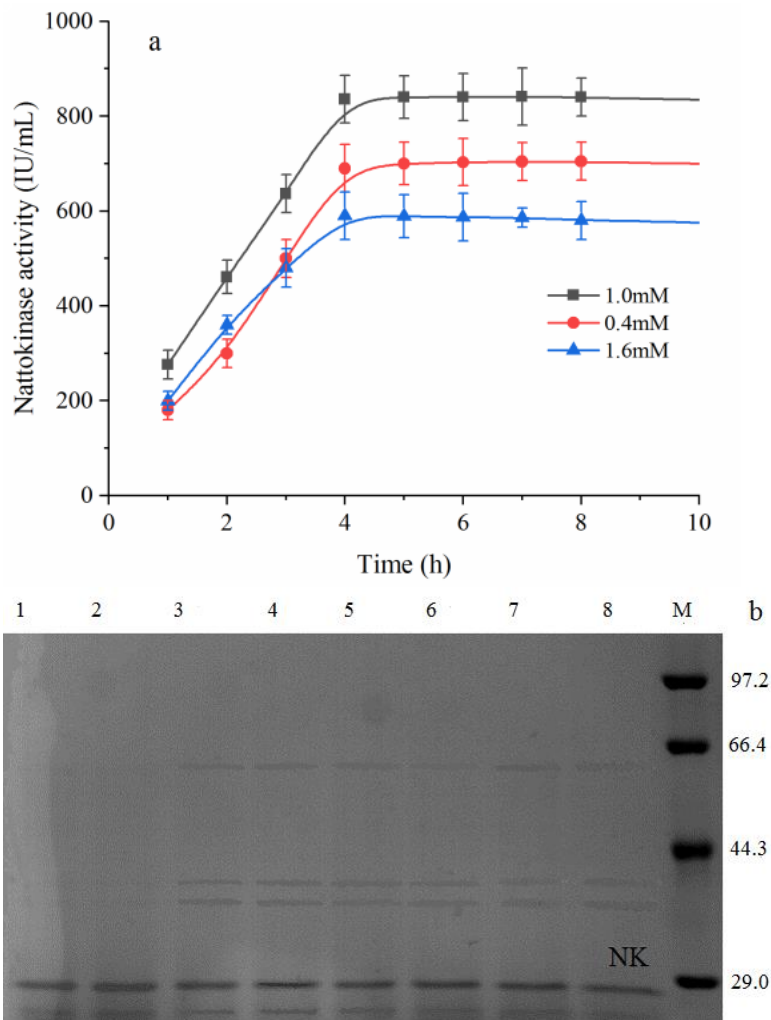 a
1000
800
600
400
200
0
Nattokinase activity (IU/mL)
1.0mM
0.4mM
1.6mM
0 2 4 6 8 10
Time (h)
1 2 3 4 5 6 7 8 M b
97.2
66.4
44.3
NK
29.0